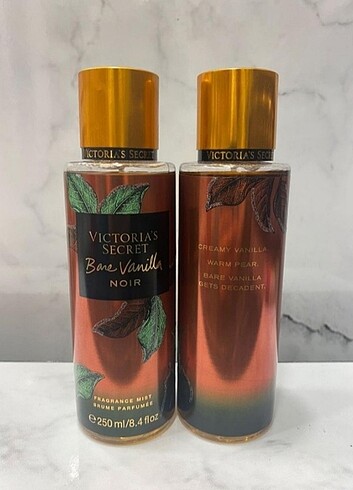 VICTORIA'S SECRET
VICTORIA'S
SECRET
Bare Vanilla
NOIR
FRAGRANCE MIST
BRUME PARFUMÉE
℮ 250 ml/8.4 fl oz
VICTORIA'S SECRET
CREAMY VANILLA.
WARM PEAR.
BARE VANILLA
GETS DECADENT.